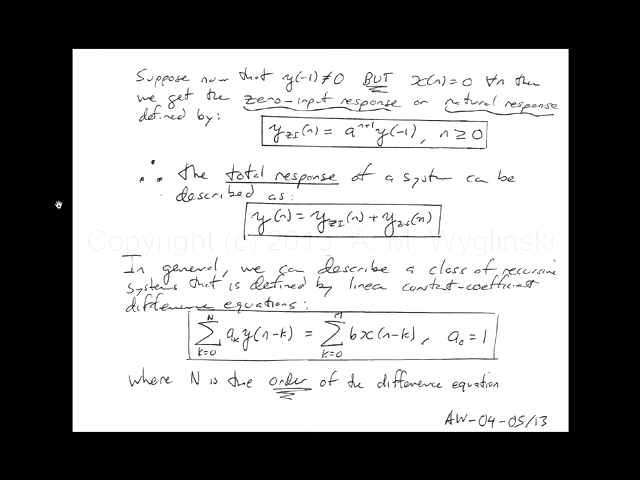 Suppose now that y(-1)≠0 BUT x(n)=0 ∀n then
we get the zero-input response or natural response
defined by:
y_ZI(n) = a^{n+1} y(-1), n ≥ 0
∴ the total response of a system can be
described as:
y(n) = y_ZI(n) + y_ZS(n)
Copyright (c) 2013, A. M. Wyglinski
In general, we can describe a class of recursive
systems that is defined by linear constant-coefficient
difference equations:
∑_{k=0}^{N} a_k y(n-k) = ∑_{k=0}^{M} b x(n-k), a_0 = 1
where N is the order of the difference equation
AW-04-05/13